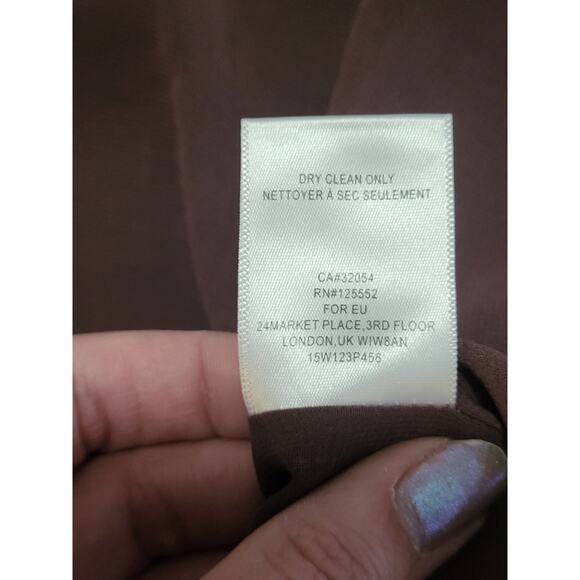 DRY CLEAN ONLY
NETTOYER À SEC SEULEMENT
CA#32054
RN#125552
FOR EU
24MARKET PLACE,3RD FLOOR
LONDON,UK WIW8AN
15W123P456